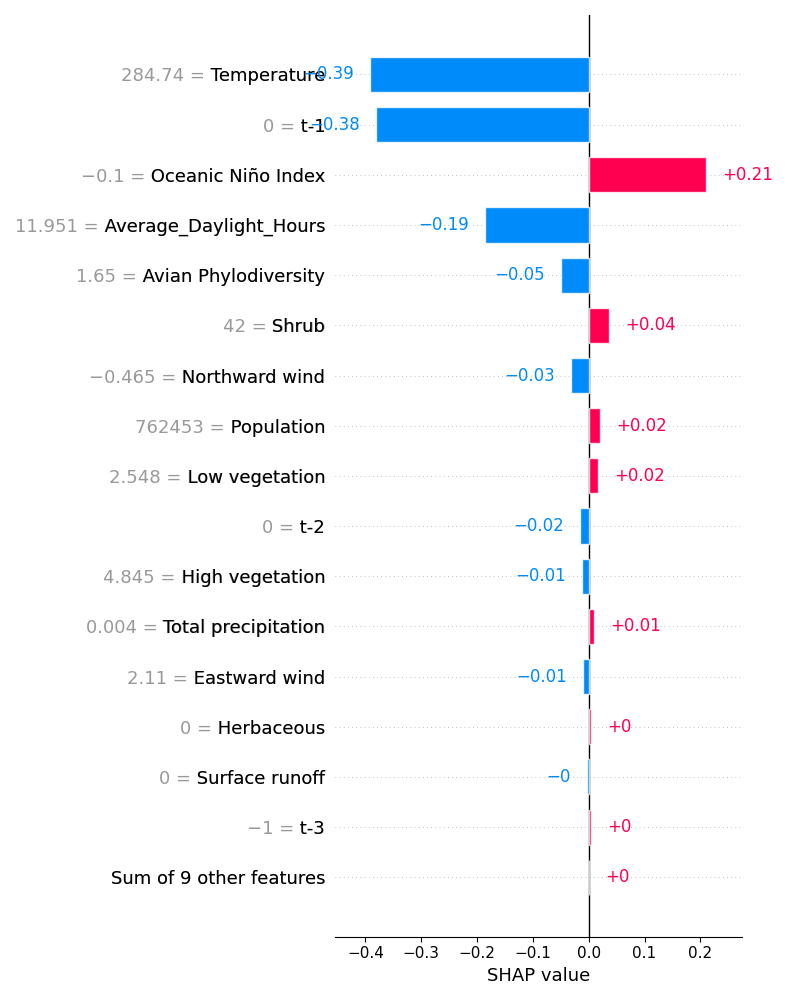 284.74 = Temperature −0.39
0 = t-1 −0.38
−0.1 = Oceanic Niño Index +0.21
11.951 = Average_Daylight_Hours −0.19
1.65 = Avian Phylodiversity −0.05
42 = Shrub +0.04
−0.465 = Northward wind −0.03
762453 = Population +0.02
2.548 = Low vegetation +0.02
0 = t-2 −0.02
4.845 = High vegetation −0.01
0.004 = Total precipitation +0.01
2.11 = Eastward wind −0.01
0 = Herbaceous +0
0 = Surface runoff −0
−1 = t-3 +0
Sum of 9 other features +0
−0.4 −0.3 −0.2 −0.1 0.0 0.1 0.2
SHAP value